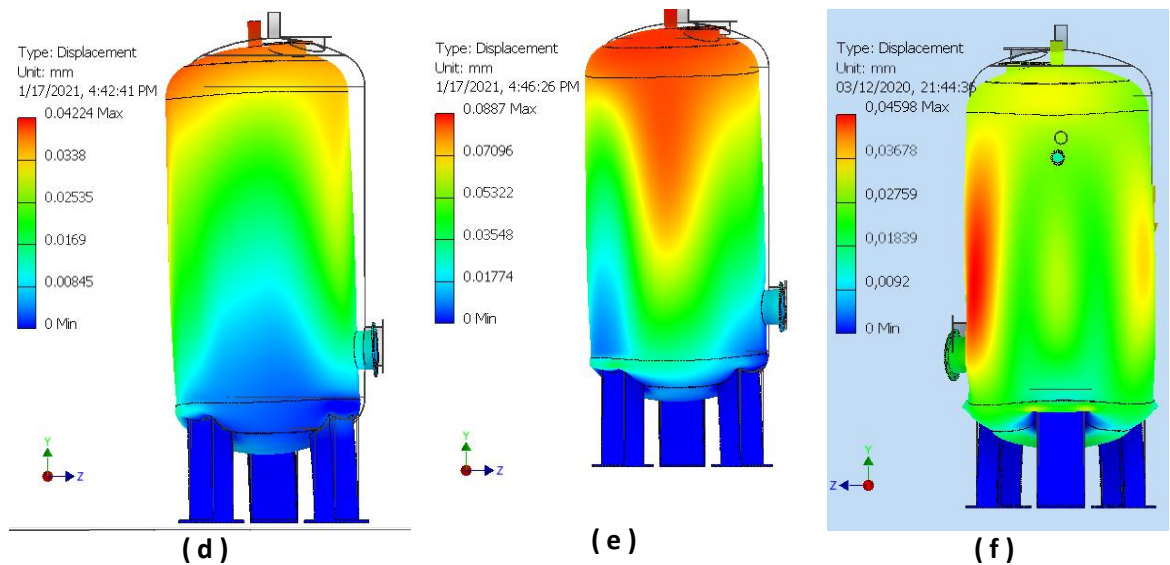 Type: Displacement
Unit: mm
1/17/2021, 4:42:41 PM
0.04224 Max
0.0338
0.02535
0.0169
0.00845
0 Min
Y
Z
( d )
Type: Displacement
Unit: mm
1/17/2021, 4:46:26 PM
0.0887 Max
0.07096
0.05322
0.03548
0.01774
0 Min
Y
Z
( e )
Type: Displacement
Unit: mm
03/12/2020, 21:44:36
0,04598 Max
0,03678
0,02759
0,01839
0,0092
0 Min
Y
Z
( f )